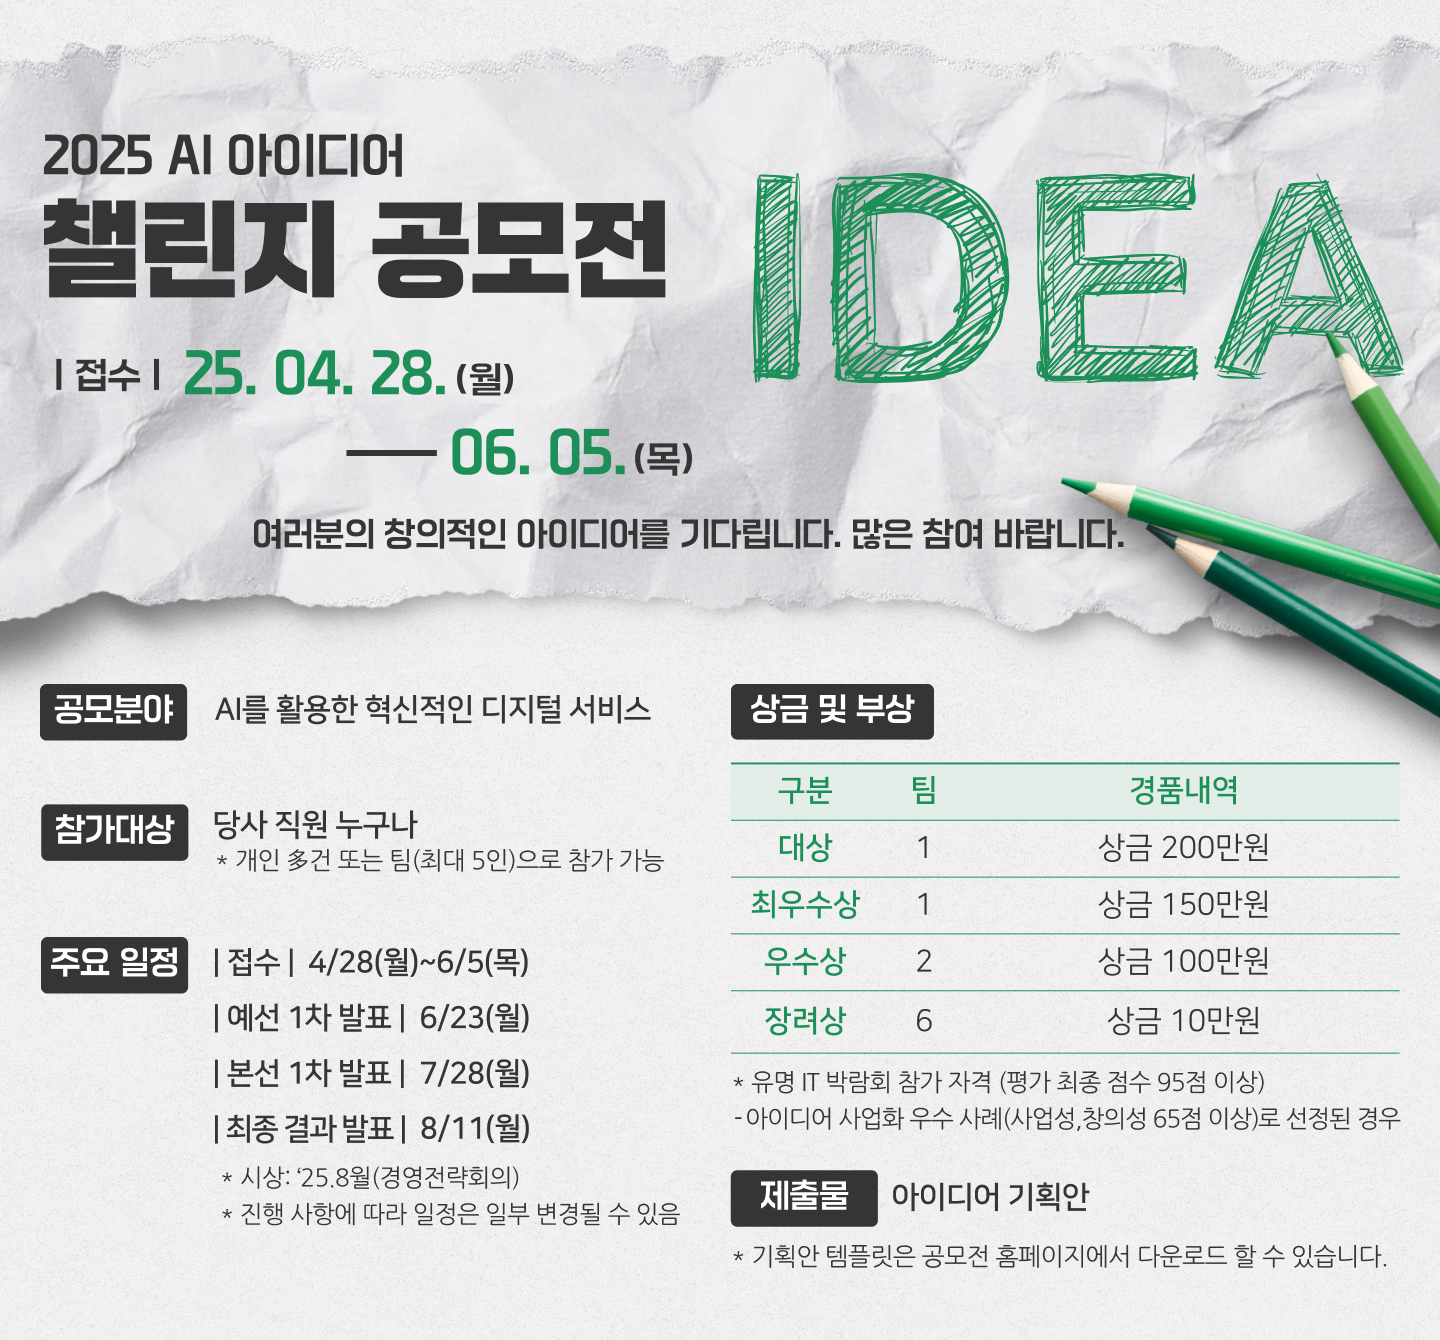 2025 AI 아이디어
챌린지 공모전
IDEA
| 접수 | 25. 04. 28. (월)
06. 05. (목)
여러분의 창의적인 아이디어를 기다립니다. 많은 참여 바랍니다.
공모분야 AI를 활용한 혁신적인 디지털 서비스
참가대상 당사 직원 누구나
* 개인 多건 또는 팀(최대 5인)으로 참가 가능
주요 일정 | 접수 | 4/28(월)~6/5(목)
| 예선 1차 발표 | 6/23(월)
| 본선 1차 발표 | 7/28(월)
| 최종 결과 발표 | 8/11(월)
* 시상: ‘25.8월(경영전략회의)
* 진행 사항에 따라 일정은 일부 변경될 수 있음
상금 및 부상
구분 팀 경품내역
대상 1 상금 200만원
최우수상 1 상금 150만원
우수상 2 상금 100만원
장려상 6 상금 10만원
* 유명 IT 박람회 참가 자격 (평가 최종 점수 95점 이상)
- 아이디어 사업화 우수 사례(사업성,창의성 65점 이상)로 선정된 경우
제출물 아이디어 기획안
* 기획안 템플릿은 공모전 홈페이지에서 다운로드 할 수 있습니다.